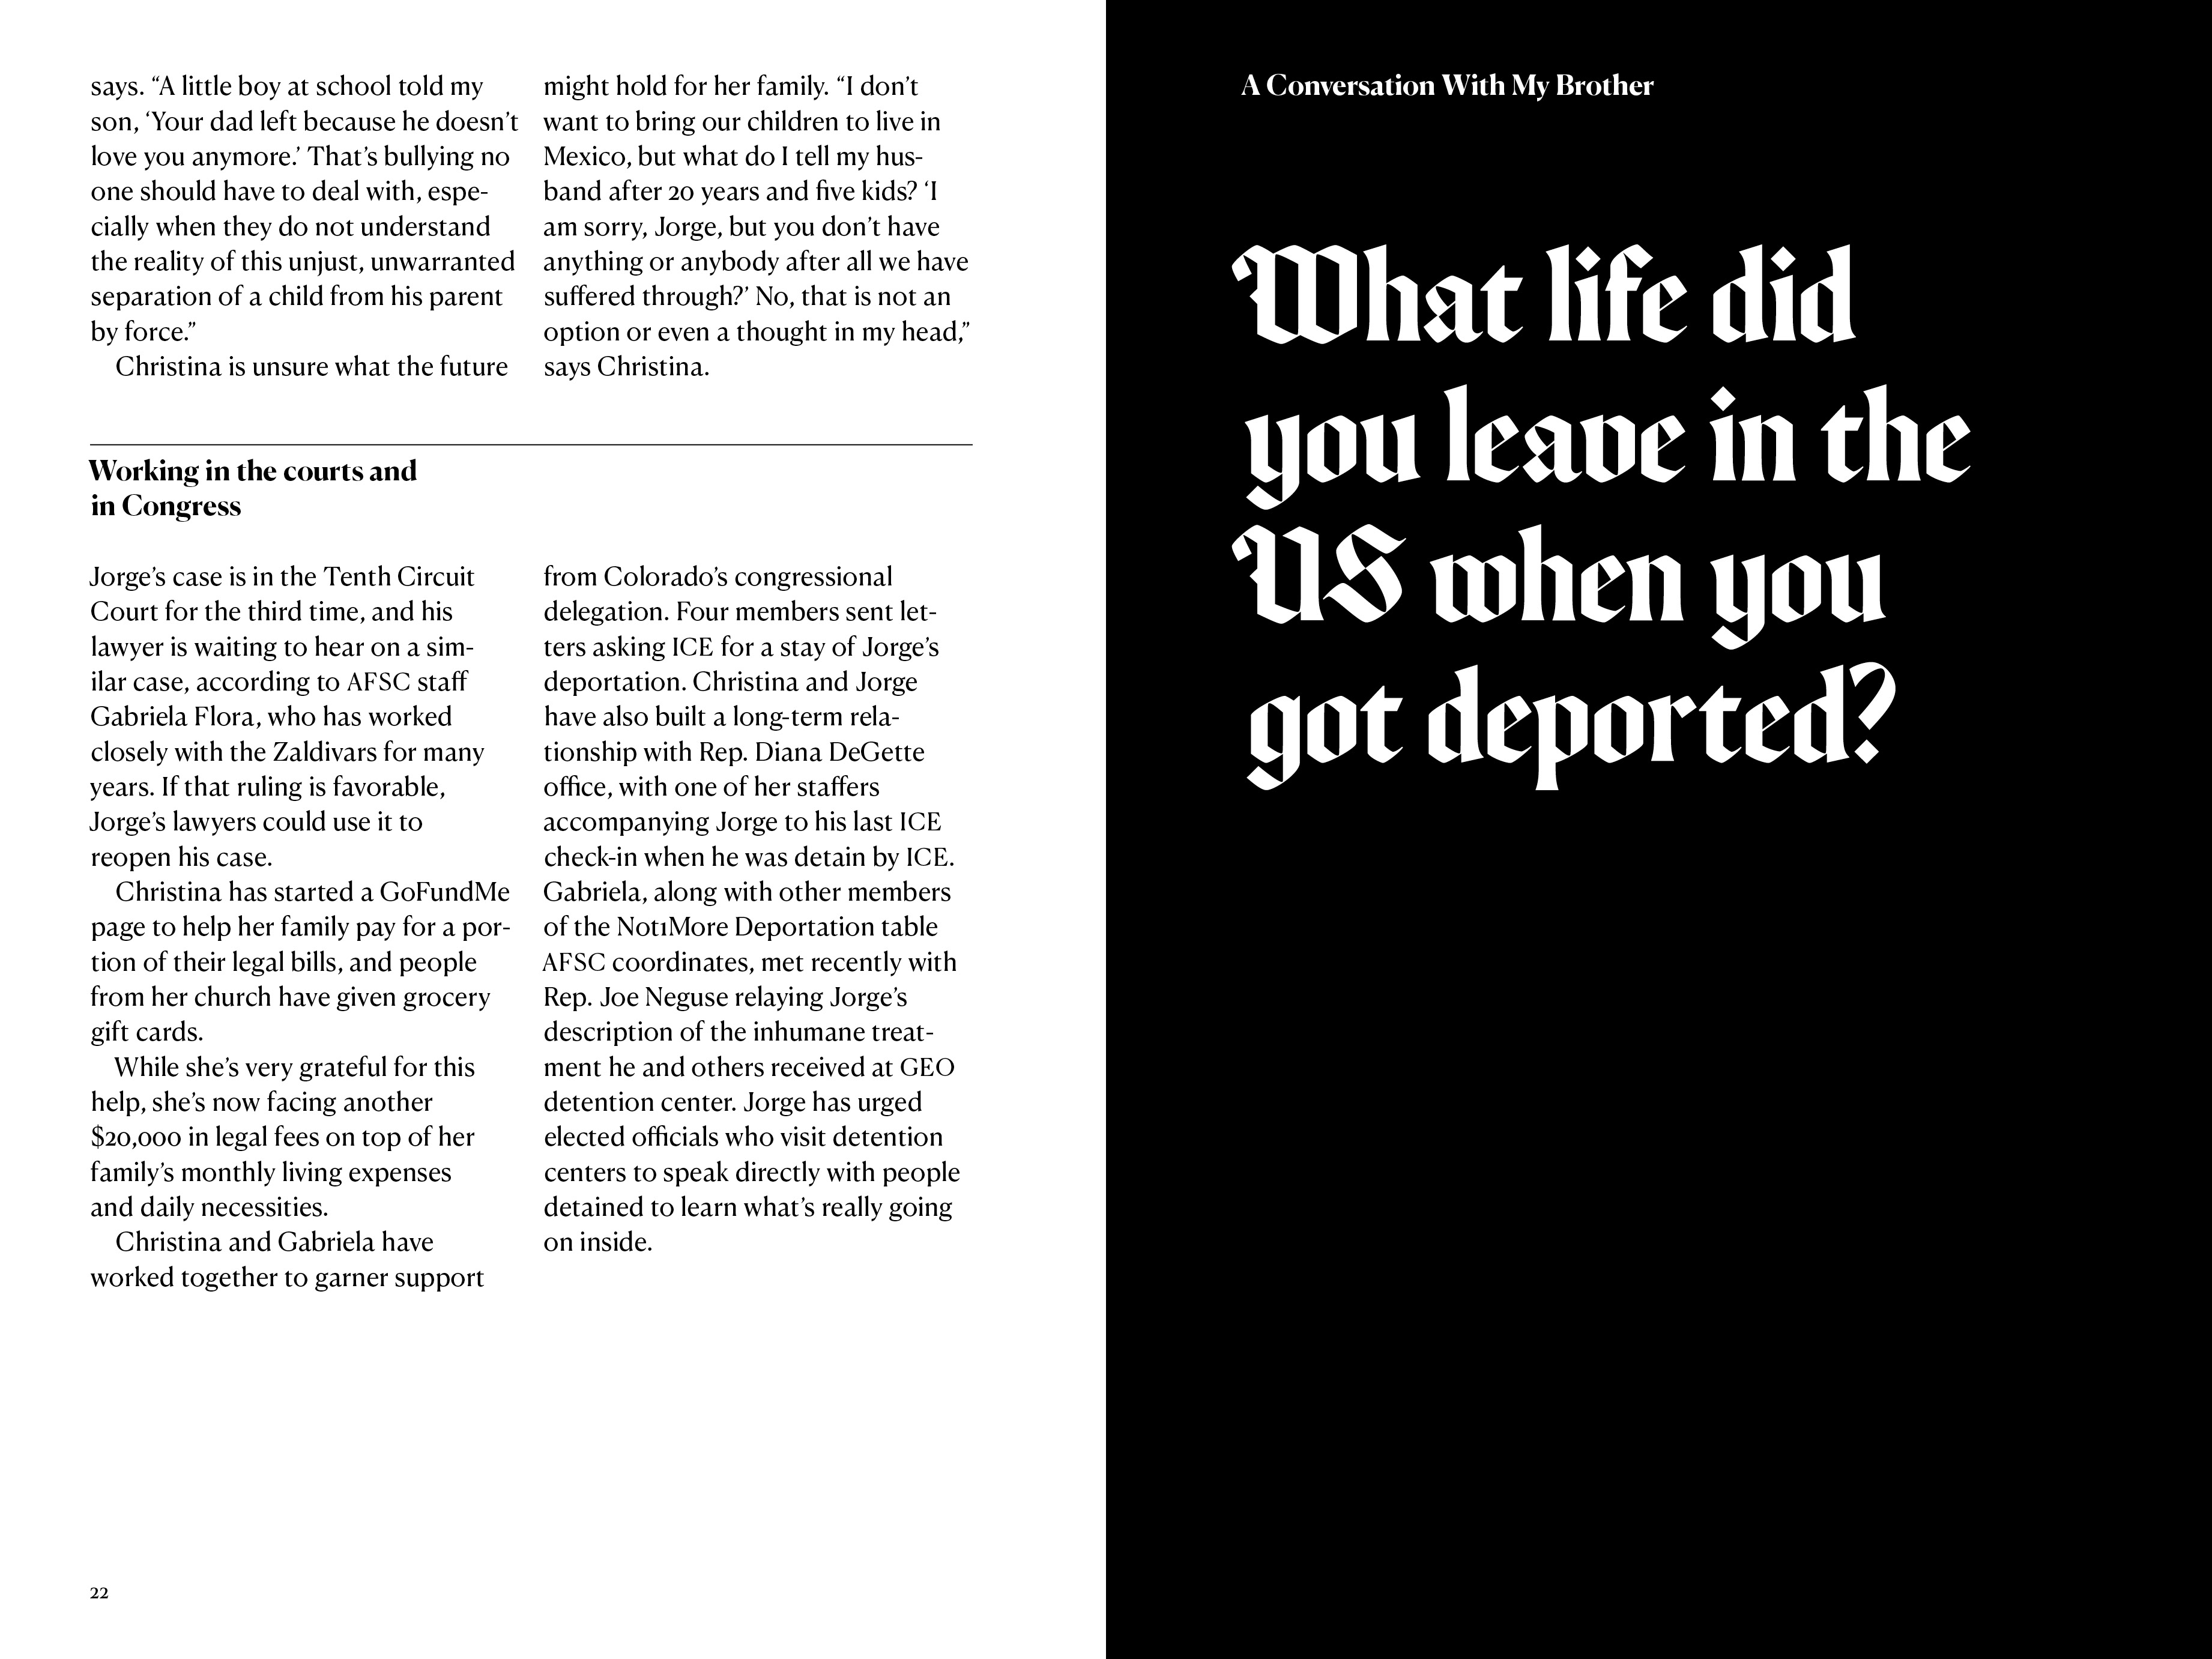 says. “A little boy at school told my
son, ‘Your dad left because he doesn’t
love you anymore.’ That’s bullying no
one should have to deal with, espe-
cially when they do not understand
the reality of this unjust, unwarranted
separation of a child from his parent
by force.”
Christina is unsure what the future
might hold for her family. “I don’t
want to bring our children to live in
Mexico, but what do I tell my hus-
band after 20 years and five kids? ‘I
am sorry, Jorge, but you don’t have
anything or anybody after all we have
suffered through?’ No, that is not an
option or even a thought in my head,”
says Christina.
Working in the courts and
in Congress
Jorge’s case is in the Tenth Circuit
Court for the third time, and his
lawyer is waiting to hear on a sim-
ilar case, according to AFSC staff
Gabriela Flora, who has worked
closely with the Zaldivars for many
years. If that ruling is favorable,
Jorge’s lawyers could use it to
reopen his case.
Christina has started a GoFundMe
page to help her family pay for a por-
tion of their legal bills, and people
from her church have given grocery
gift cards.
While she’s very grateful for this
help, she’s now facing another
$20,000 in legal fees on top of her
family’s monthly living expenses
and daily necessities.
Christina and Gabriela have
worked together to garner support
from Colorado’s congressional
delegation. Four members sent let-
ters asking ICE for a stay of Jorge’s
deportation. Christina and Jorge
have also built a long-term rela-
tionship with Rep. Diana DeGette
office, with one of her staffers
accompanying Jorge to his last ICE
check-in when he was detain by ICE.
Gabriela, along with other members
of the Not1More Deportation table
AFSC coordinates, met recently with
Rep. Joe Neguse relaying Jorge’s
description of the inhumane treat-
ment he and others received at GEO
detention center. Jorge has urged
elected officials who visit detention
centers to speak directly with people
detained to learn what’s really going
on inside.
22
A Conversation With My Brother
What life did
you leave in the
US when you
got deported?